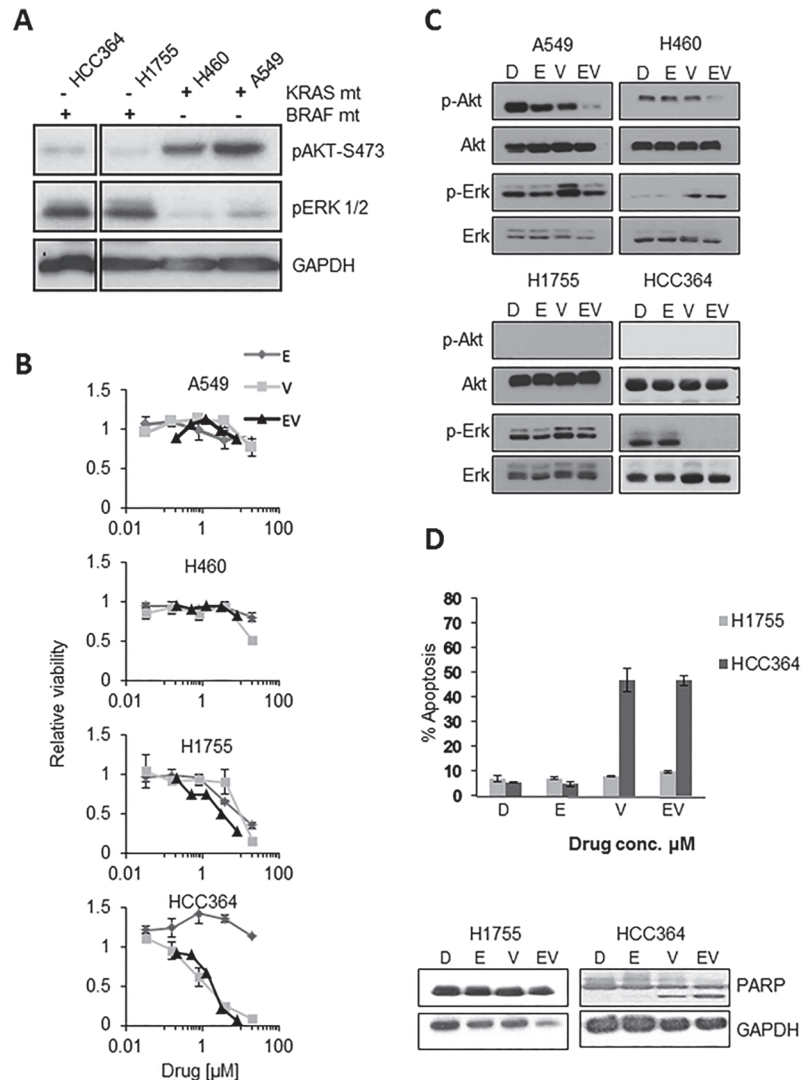 A
HCC364
H1755
H460
A549
- - + + KRAS mt
+ + - - BRAF mt
pAKT-S473
pERK 1/2
GAPDH
B
E
V
EV
A549
1.5
1
0.5
0
0.01 1 100
H460
1.5
1
0.5
0
0.01 1 100
H1755
1.5
1
0.5
0
0.01 1 100
HCC364
1.5
1
0.5
0
0.01 1 100
Relative viability
Drug [µM]
C
A549 H460
D E V EV D E V EV
p-Akt
Akt
p-Erk
Erk
H1755 HCC364
D E V EV D E V EV
p-Akt
Akt
p-Erk
Erk
D
80
70
60
50
40
30
20
10
0
% Apoptosis
H1755
HCC364
D E V EV
Drug conc. µM
H1755 HCC364
D E V EV D E V EV
PARP
GAPDH